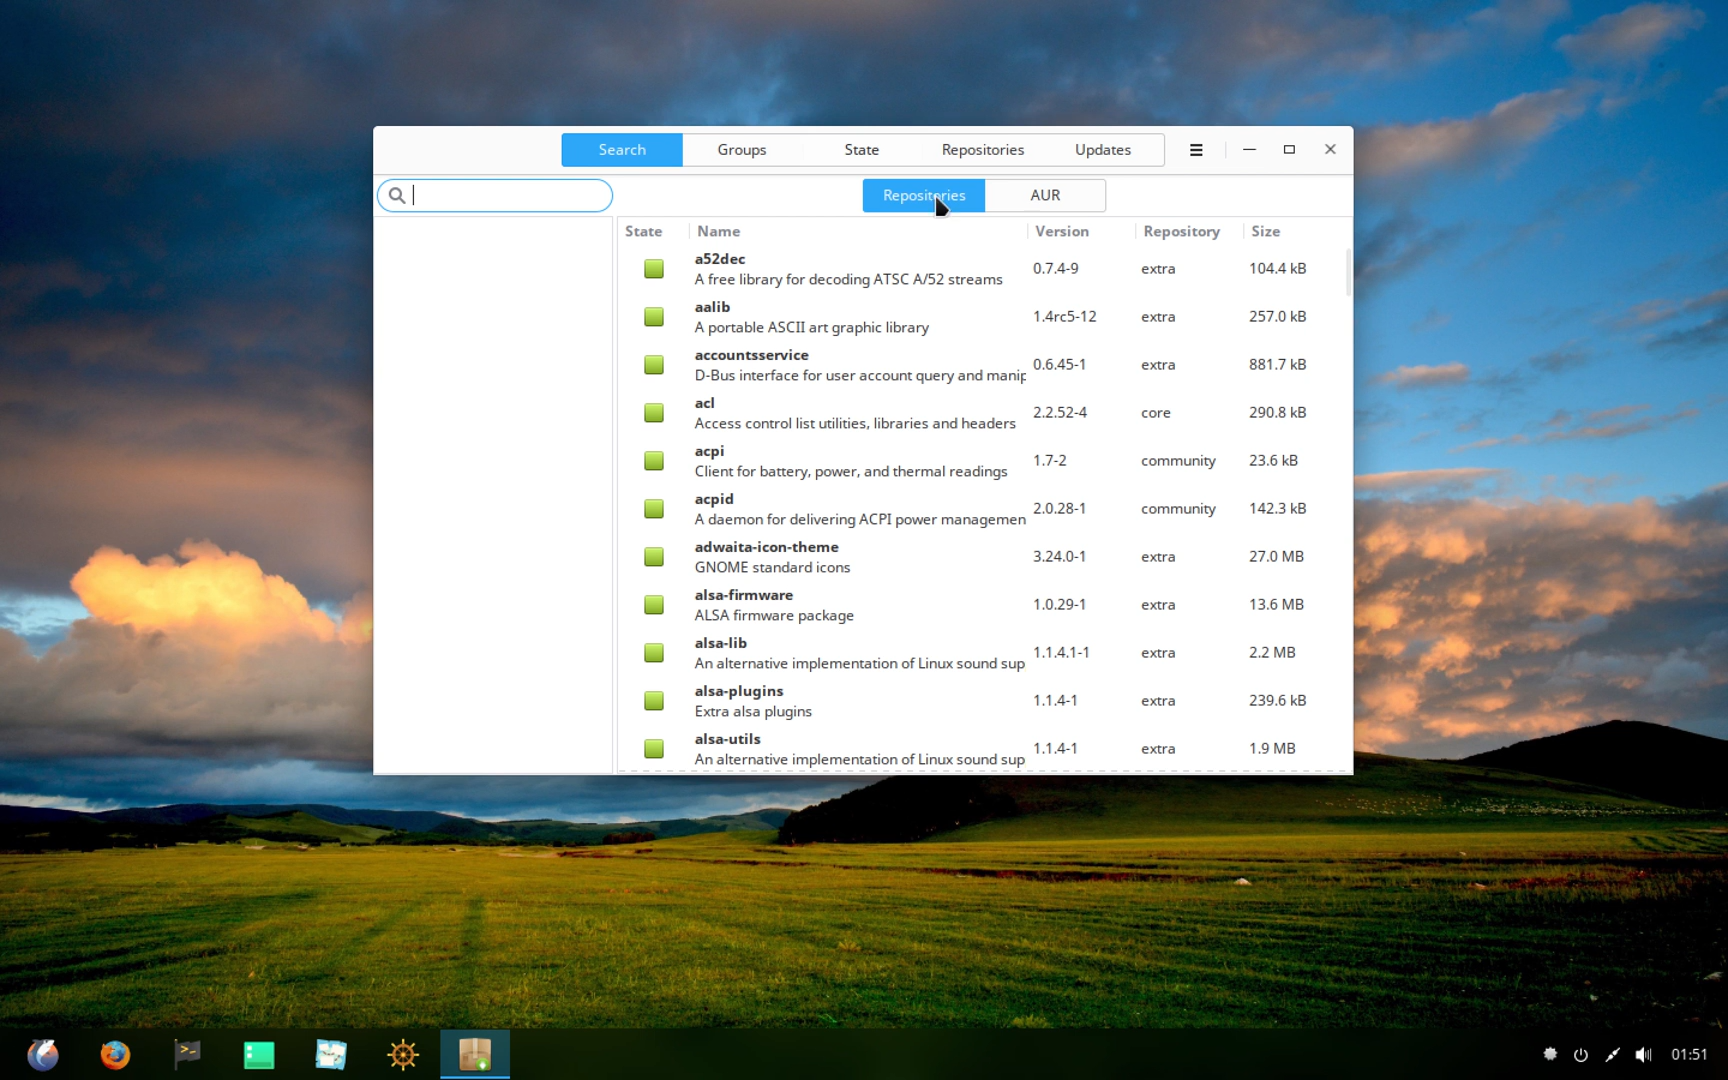 Search Groups State Repositories Updates
Repositories AUR
State Name Version Repository Size
a52dec
A free library for decoding ATSC A/52 streams
0.7.4-9 extra 104.4 kB
aalib
A portable ASCII art graphic library
1.4rc5-12 extra 257.0 kB
accountsservice
D-Bus interface for user account query and manip
0.6.45-1 extra 881.7 kB
acl
Access control list utilities, libraries and headers
2.2.52-4 core 290.8 kB
acpi
Client for battery, power, and thermal readings
1.7-2 community 23.6 kB
acpid
A daemon for delivering ACPI power managemen
2.0.28-1 community 142.3 kB
adwaita-icon-theme
GNOME standard icons
3.24.0-1 extra 27.0 MB
alsa-firmware
ALSA firmware package
1.0.29-1 extra 13.6 MB
alsa-lib
An alternative implementation of Linux sound sup
1.1.4.1-1 extra 2.2 MB
alsa-plugins
Extra alsa plugins
1.1.4-1 extra 239.6 kB
alsa-utils
An alternative implementation of Linux sound sup
1.1.4-1 extra 1.9 MB
01:51